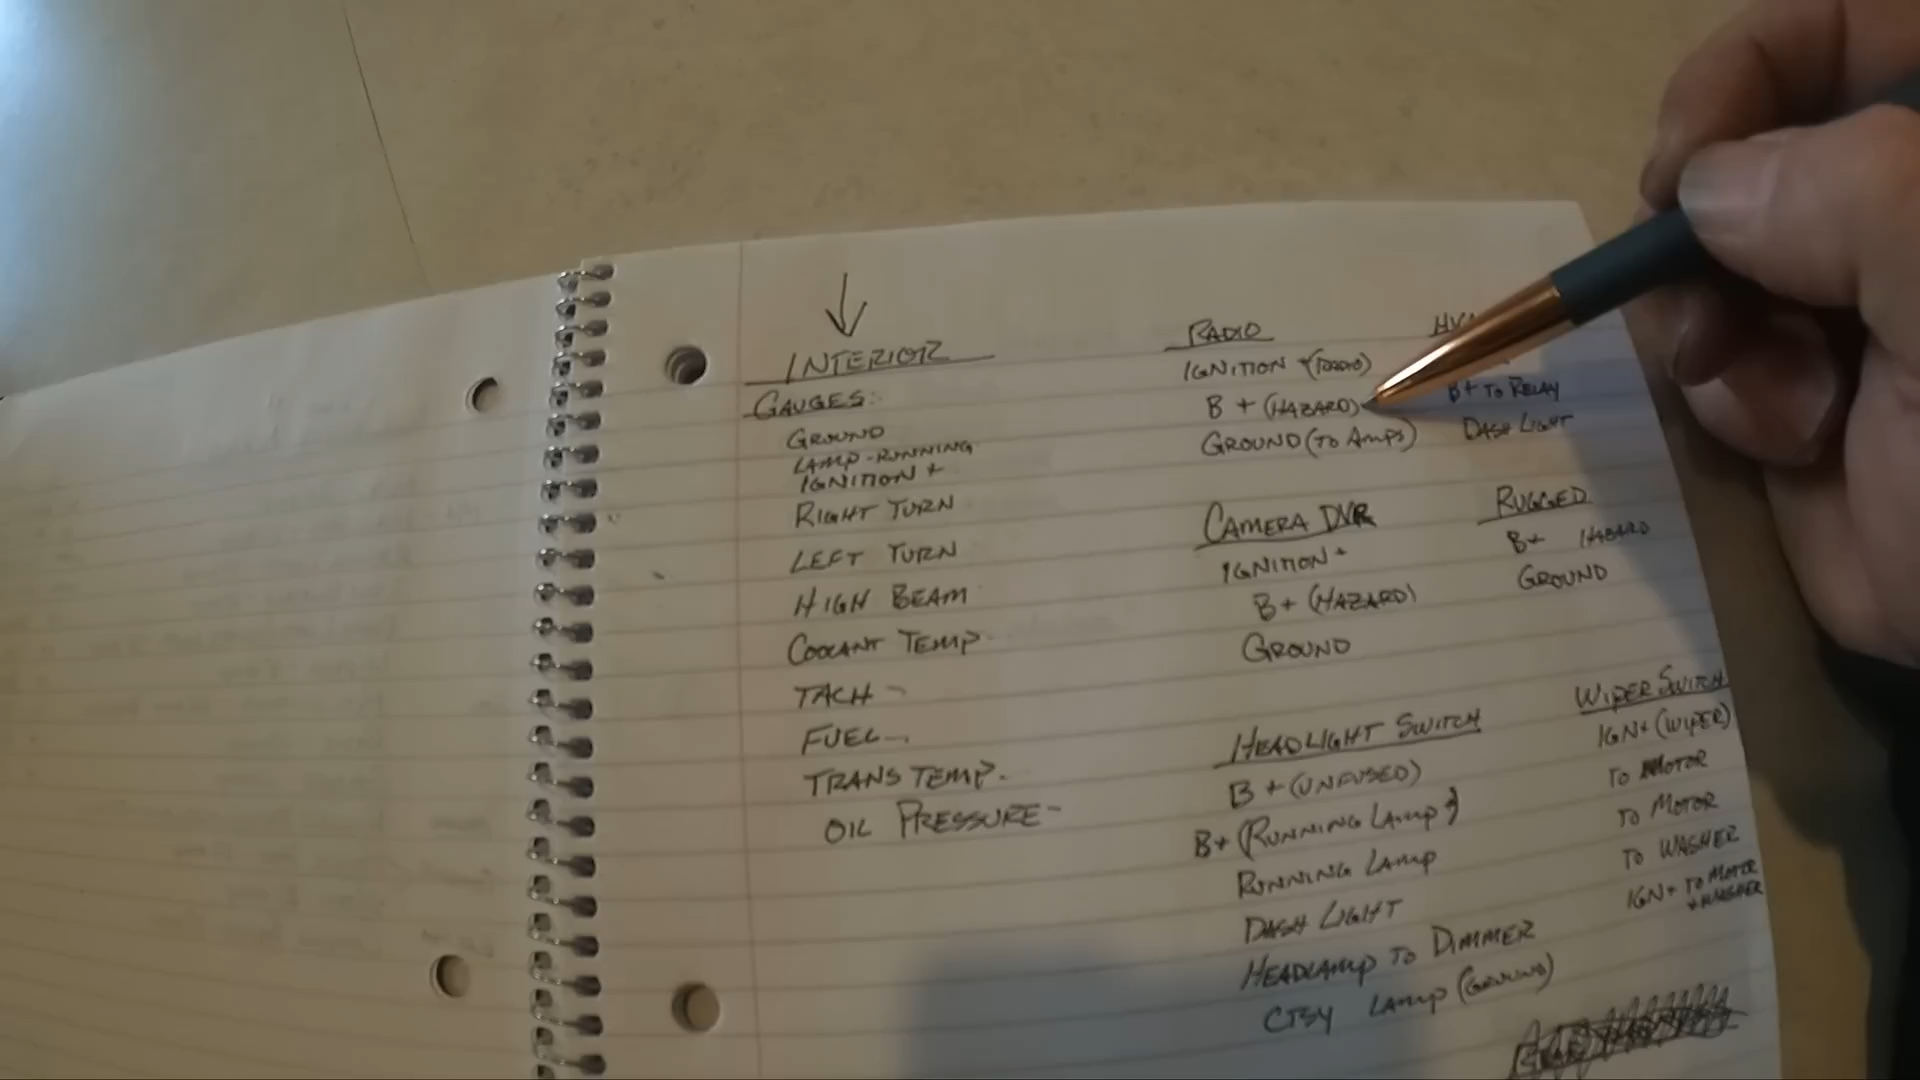 INTERIOR
GAUGES:
GROUND
LAMP-RUNNING
IGNITION +
RIGHT TURN
LEFT TURN
HIGH BEAM
COOLANT TEMP
TACH -
FUEL -
TRANS TEMP -
OIL PRESSURE -
RADIO
IGNITION + (RADIO)
B + (HAZARD)
GROUND (TO AMPS)
CAMERA DVR
IGNITION +
B+ (HAZARD)
GROUND
HEADLIGHT SWITCH
B + (UNFUSED)
B+ (RUNNING LAMP)
RUNNING LAMP
DASH LIGHT
HEADLAMP TO DIMMER
CTSY LAMP (GROUND)
B+ TO RELAY
DASH LIGHT
RUGGED
B+ HAZARD
GROUND
WIPER SWITCH
IGN+ (WIPER)
TO MOTOR
TO MOTOR
TO WASHER
IGN+ TO MOTOR
+ WASHER